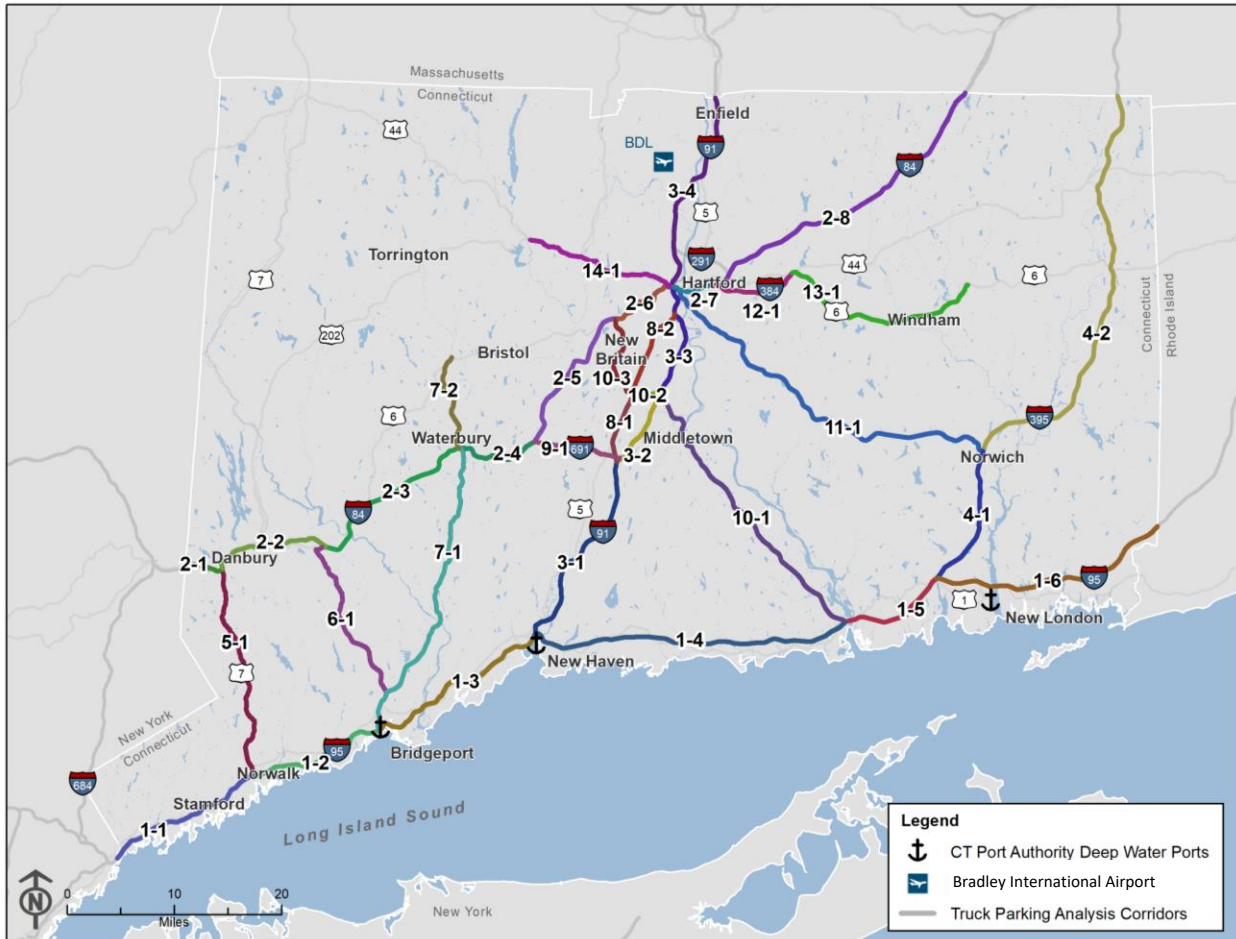 Massachusetts
Connecticut
Enfield
44
BDL
91
84
3-4
5
2-8
Torrington
291
44
7
14-1
Hartford
6
384
13-1
2-7
12-1
6
2-6
8-2
Windham
Connecticut
Rhode Island
4-2
202
New
Britain
3-3
Bristol
2-5
10-3
7-2
10-2
6
8-1
11-1
395
Waterbury
Middletown
2-4
9-1
691
3-2
Norwich
2-3
84
5
10-1
4-1
91
2-2
Danbury
2-1
7-1
3-1
1-6
95
6-1
1
1-5
New London
5-1
1-4
New Haven
7
1-3
New York
Connecticut
95
Bridgeport
Norwalk
1-2
684
Stamford
1-1
Long Island Sound
Legend
CT Port Authority Deep Water Ports
Bradley International Airport
Truck Parking Analysis Corridors
N
0 10 20
Miles
New York